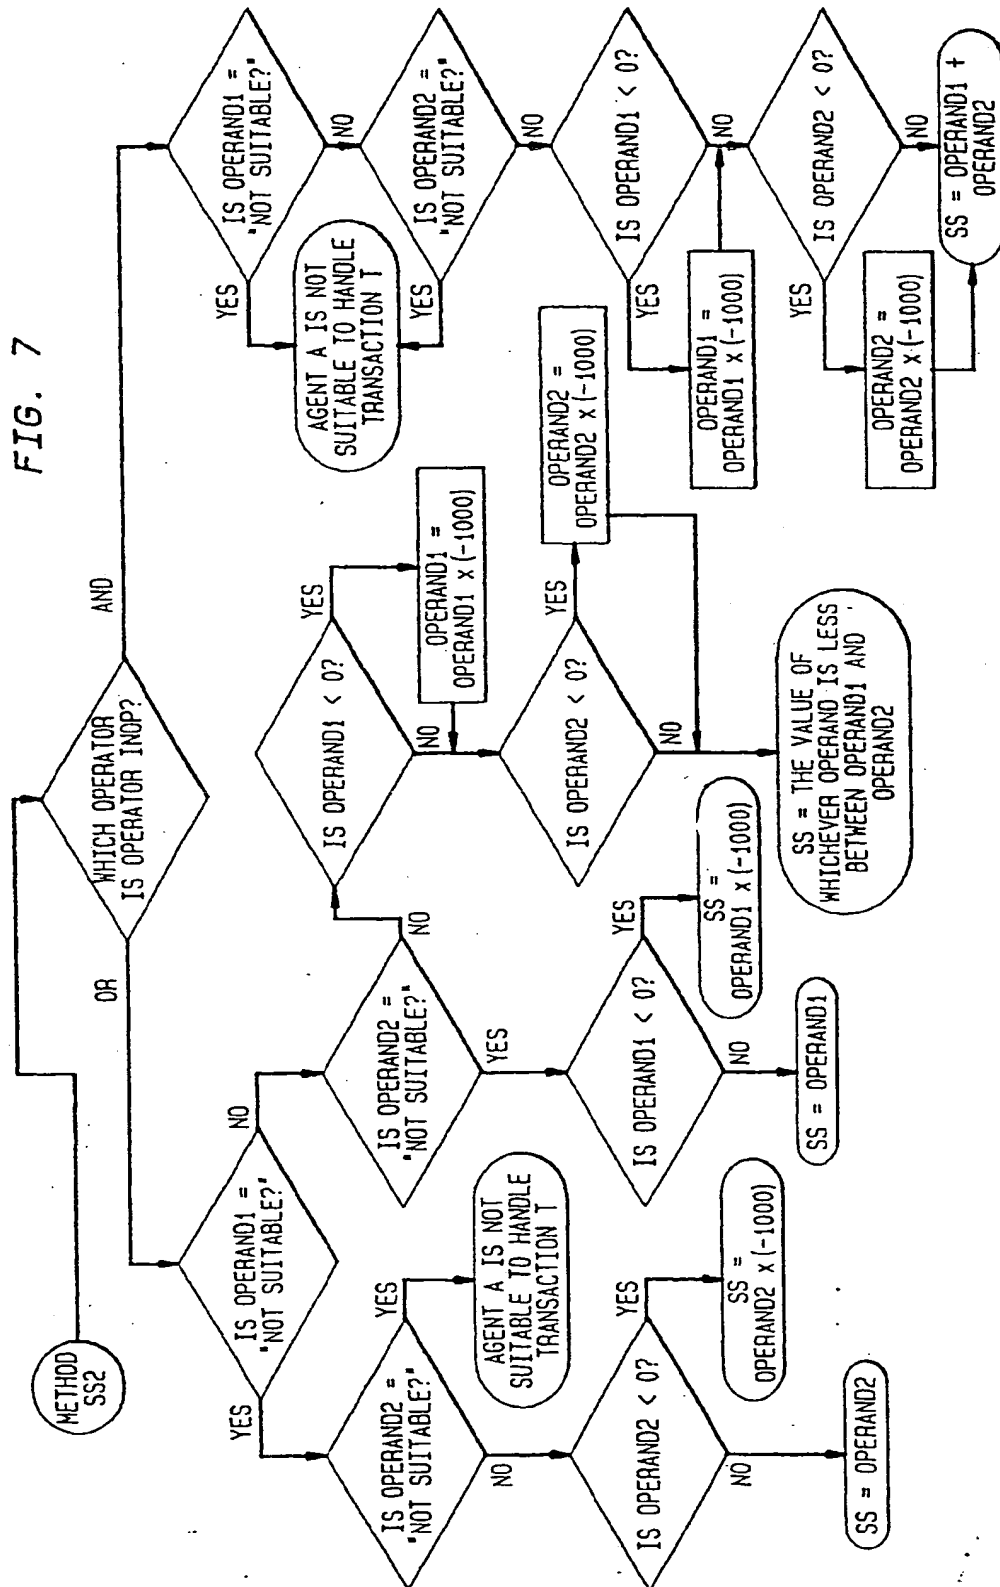 FIG. 7
METHOD
SS2
WHICH OPERATOR
IS OPERATOR INOP?
OR
AND
IS OPERAND1 =
"NOT SUITABLE?"
YES
NO
IS OPERAND2 =
"NOT SUITABLE?"
YES
NO
AGENT A IS NOT
SUITABLE TO HANDLE
TRANSACTION T
IS OPERAND2 < 0?
YES
NO
SS =
OPERAND2 x (-1000)
SS = OPERAND2
IS OPERAND2 =
"NOT SUITABLE?"
NO
YES
IS OPERAND1 < 0?
YES
NO
SS =
OPERAND1 x (-1000)
SS = OPERAND1
IS OPERAND1 < 0?
YES
NO
OPERAND1 =
OPERAND1 x (-1000)
IS OPERAND2 < 0?
YES
NO
OPERAND2 =
OPERAND2 x (-1000)
SS = THE VALUE OF
WHICHEVER OPERAND IS LESS
BETWEEN OPERAND1 AND
OPERAND2
IS OPERAND1 =
"NOT SUITABLE?"
YES
NO
AGENT A IS NOT
SUITABLE TO HANDLE
TRANSACTION T
IS OPERAND2 =
"NOT SUITABLE?"
YES
NO
IS OPERAND1 < 0?
YES
NO
OPERAND1 =
OPERAND1 x (-1000)
IS OPERAND2 < 0?
YES
NO
OPERAND2 =
OPERAND2 x (-1000)
SS = OPERAND1 +
OPERAND2